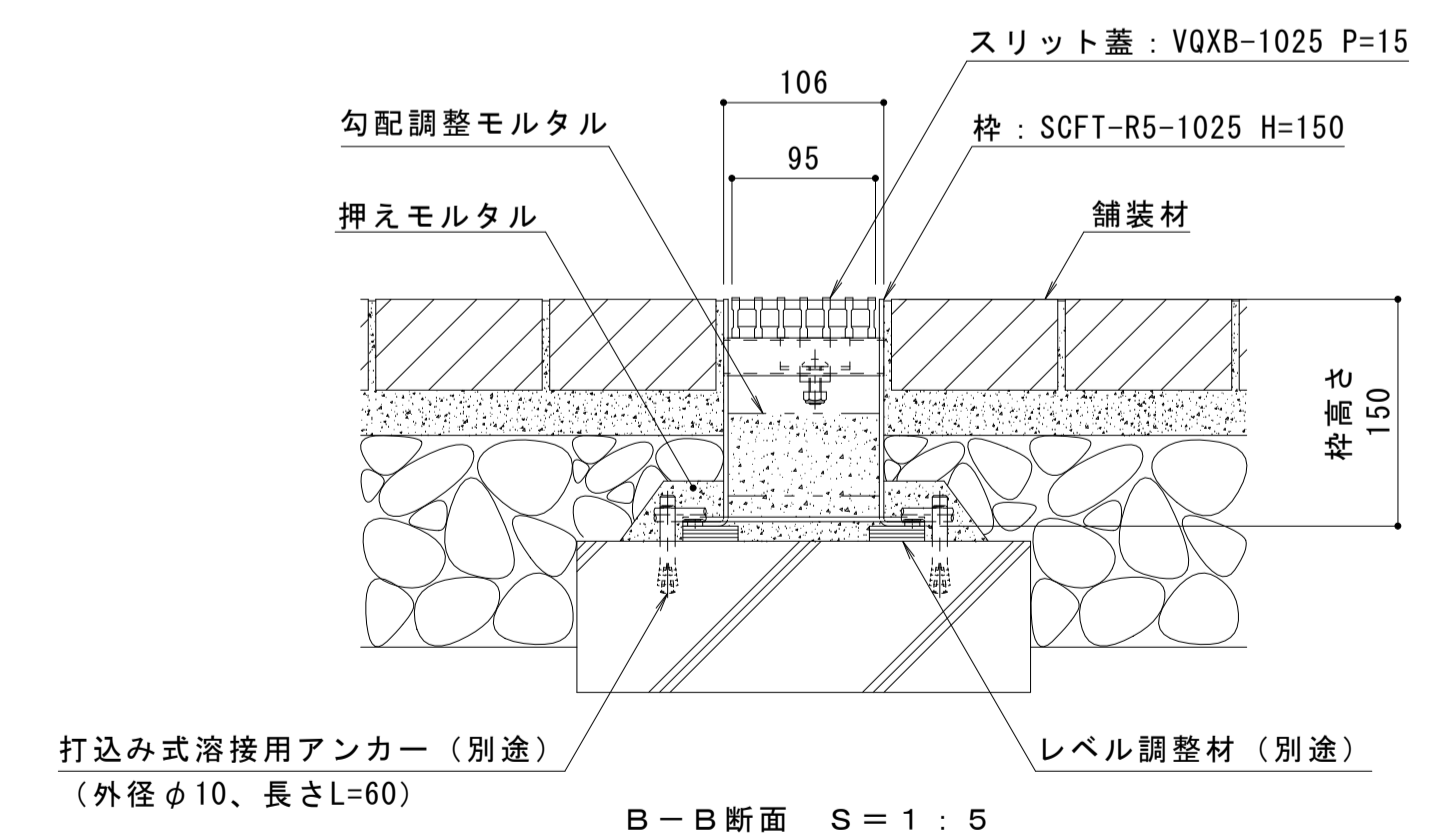 スリット蓋：VQXB-1025 P=15
106
勾配調整モルタル
枠：SCFT-R5-1025 H=150
95
押えモルタル
舗装材
枠高さ
150
打込み式溶接用アンカー（別途）
（外径φ10、長さL=60）
レベル調整材（別途）
B－B断面　S＝1：5